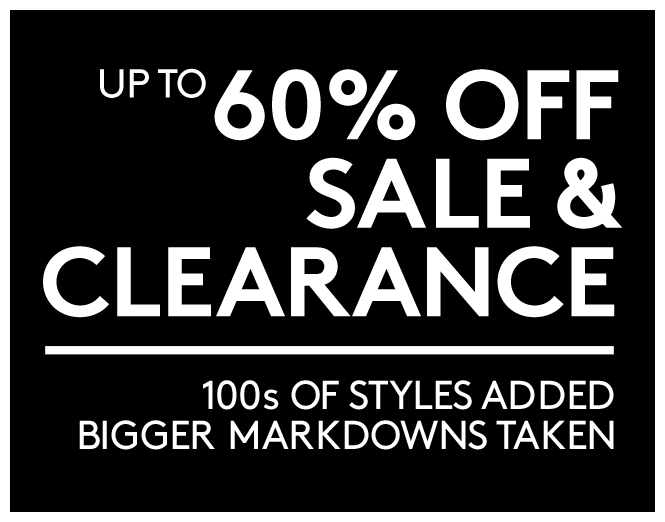 UP TO 60% OFF
SALE &
CLEARANCE
100s OF STYLES ADDED
BIGGER MARKDOWNS TAKEN